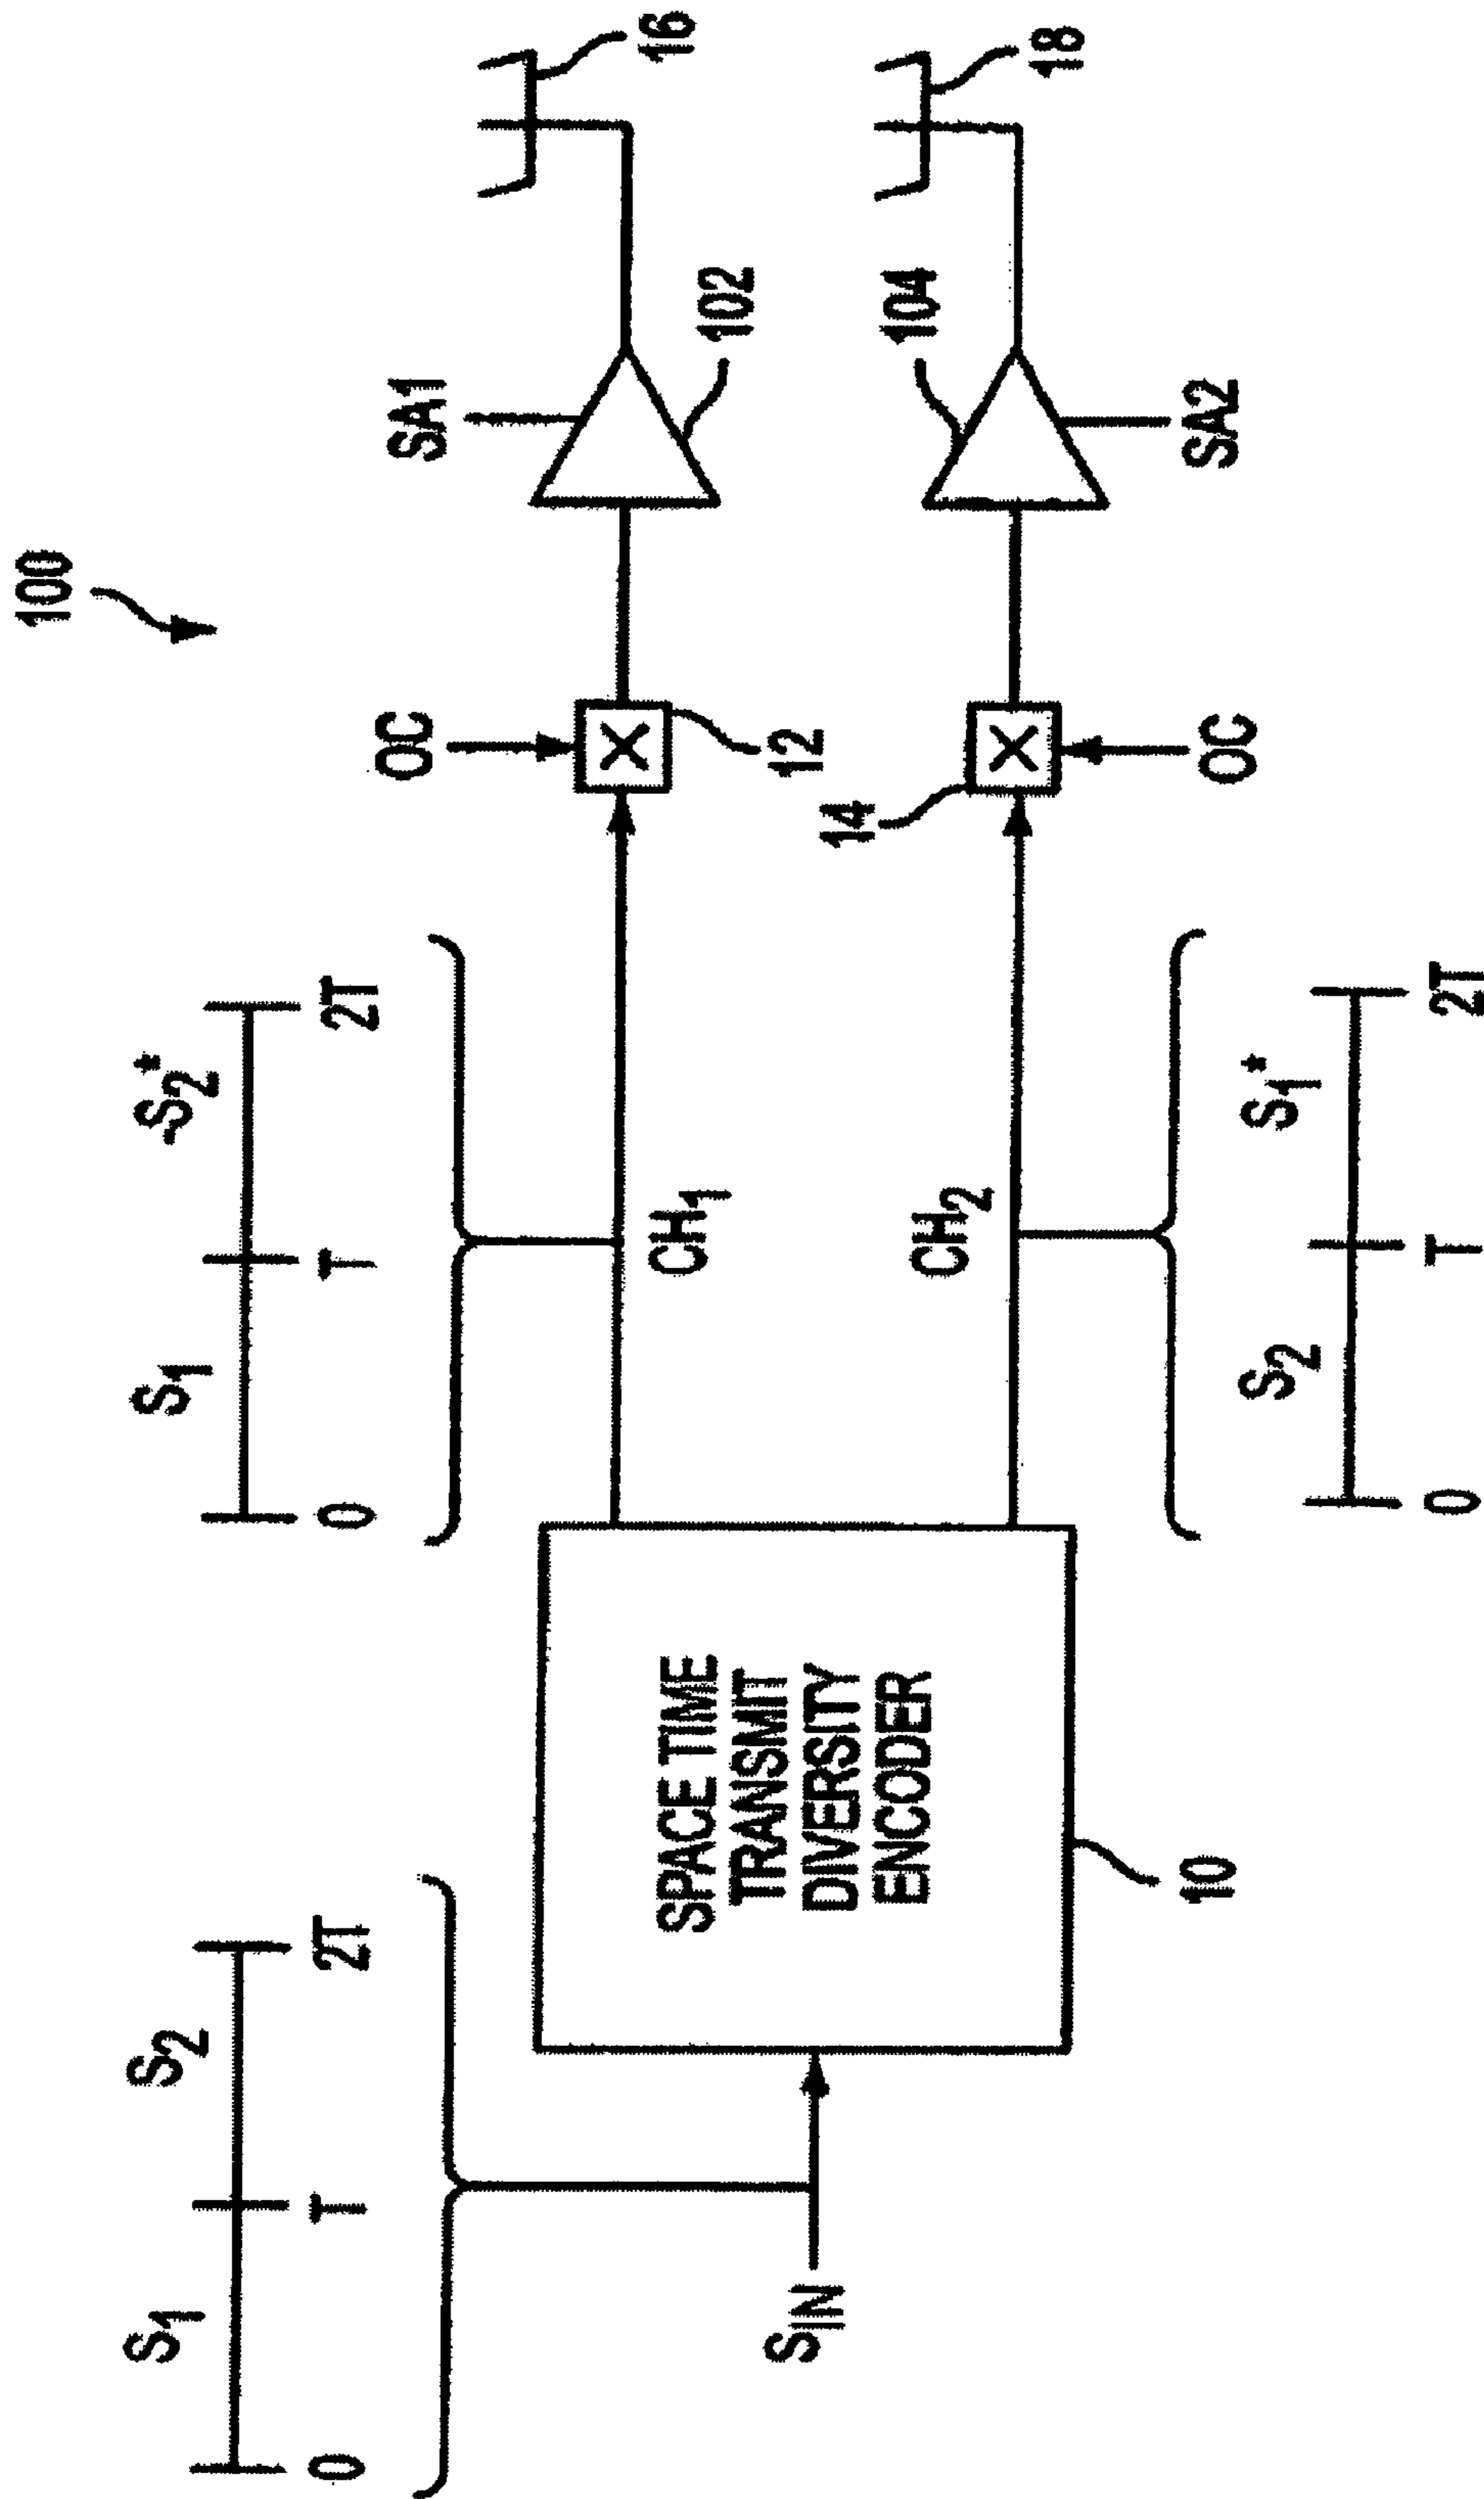 100
S1 S2
0 T 2T
S1 -S2*
0 T 2T
OC
SA1
16
SIN
SPACE TIME
TRANSMIT
DIVERSITY
ENCODER
10
CH1
12
102
CH2
14
104
18
OC
SA2
S2 S1*
0 T 2T